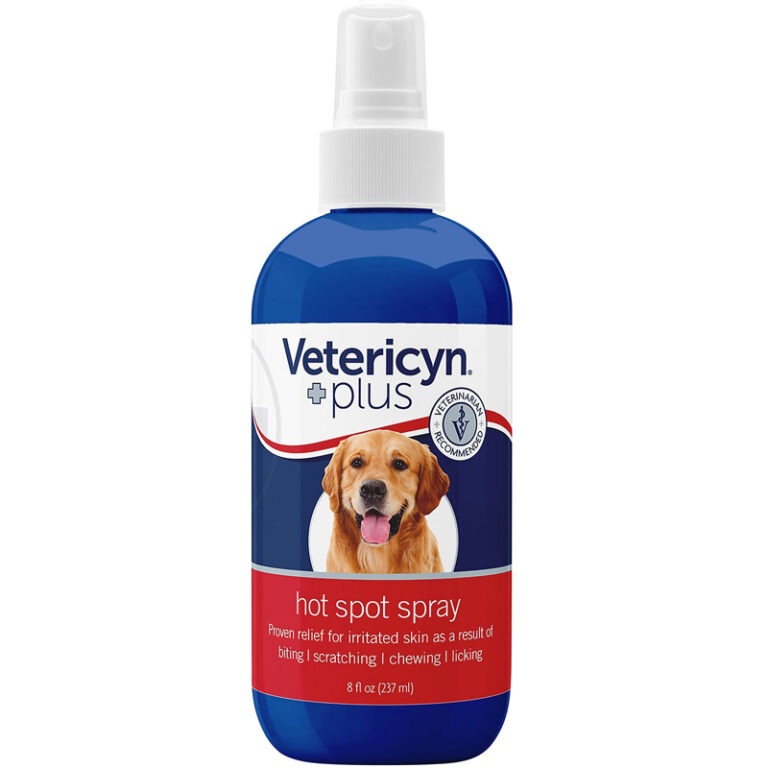 Vetericyn®
+plus
VETERINARIAN
RECOMMENDED
hot spot spray
Proven relief for irritated skin as a result of
biting | scratching | chewing | licking
8 fl oz (237 ml)